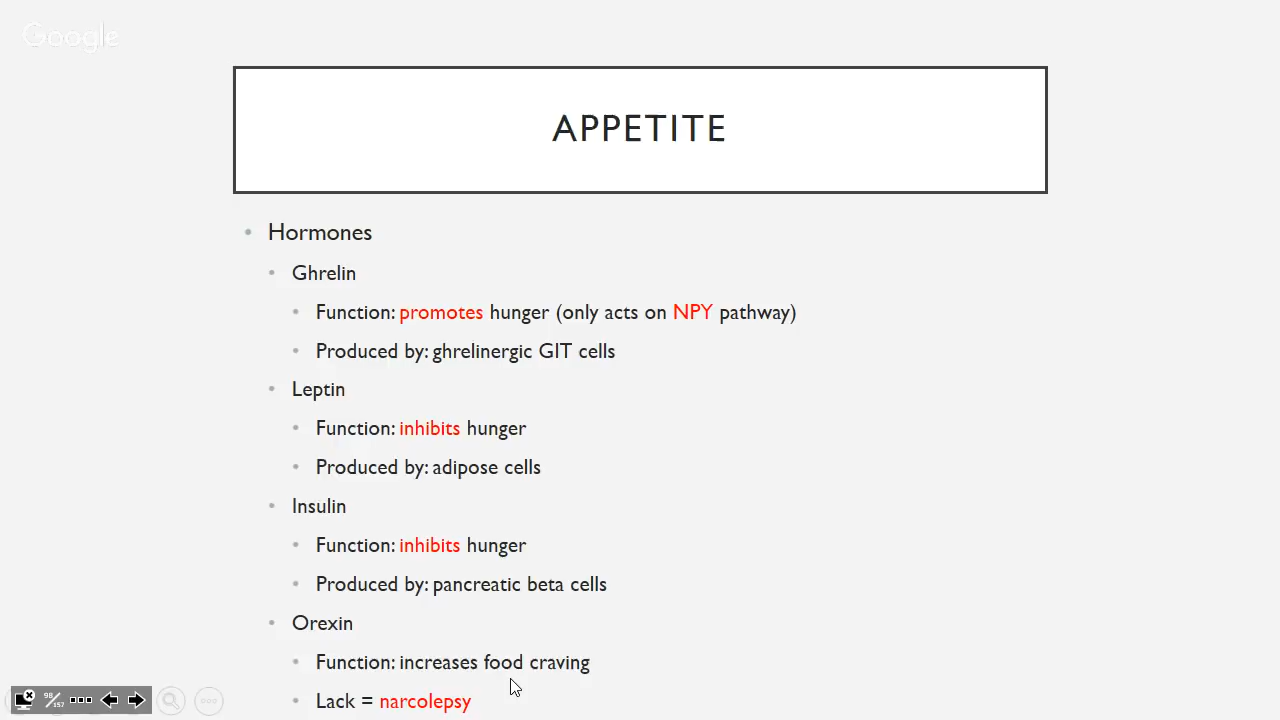 Google
APPETITE
• Hormones
• Ghrelin
• Function: promotes hunger (only acts on NPY pathway)
• Produced by: ghrelinergic GIT cells
• Leptin
• Function: inhibits hunger
• Produced by: adipose cells
• Insulin
• Function: inhibits hunger
• Produced by: pancreatic beta cells
• Orexin
• Function: increases food craving
• Lack = narcolepsy
98/157